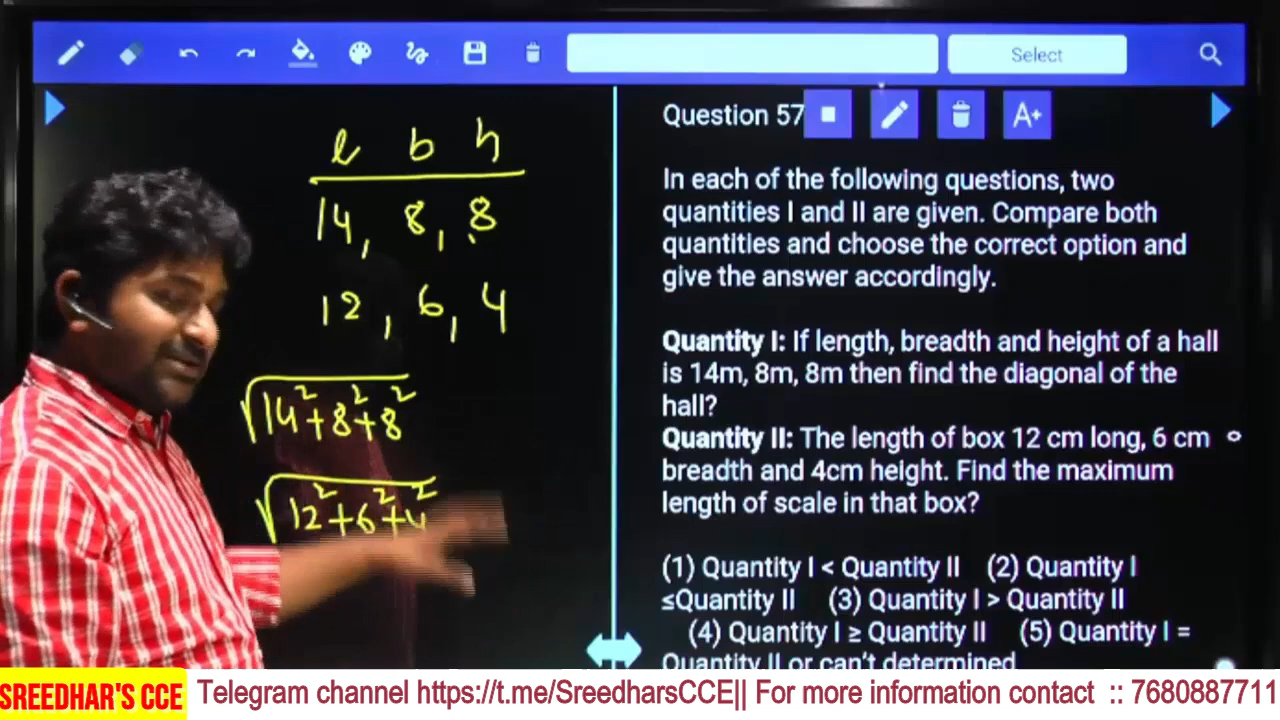 Select
Question 57
A+
l b h
14, 8, 8
12, 6, 4
√14²+8²+8²
√12²+6²+4²
In each of the following questions, two
quantities I and II are given. Compare both
quantities and choose the correct option and
give the answer accordingly.
Quantity I: If length, breadth and height of a hall
is 14m, 8m, 8m then find the diagonal of the
hall?
Quantity II: The length of box 12 cm long, 6 cm
breadth and 4cm height. Find the maximum
length of scale in that box?
(1) Quantity I < Quantity II (2) Quantity I
≤Quantity II (3) Quantity I > Quantity II
(4) Quantity I ≥ Quantity II (5) Quantity I =
Quantity II or can't determined
SREEDHAR'S CCE Telegram channel https://t.me/SreedharsCCE|| For more information contact :: 7680887711